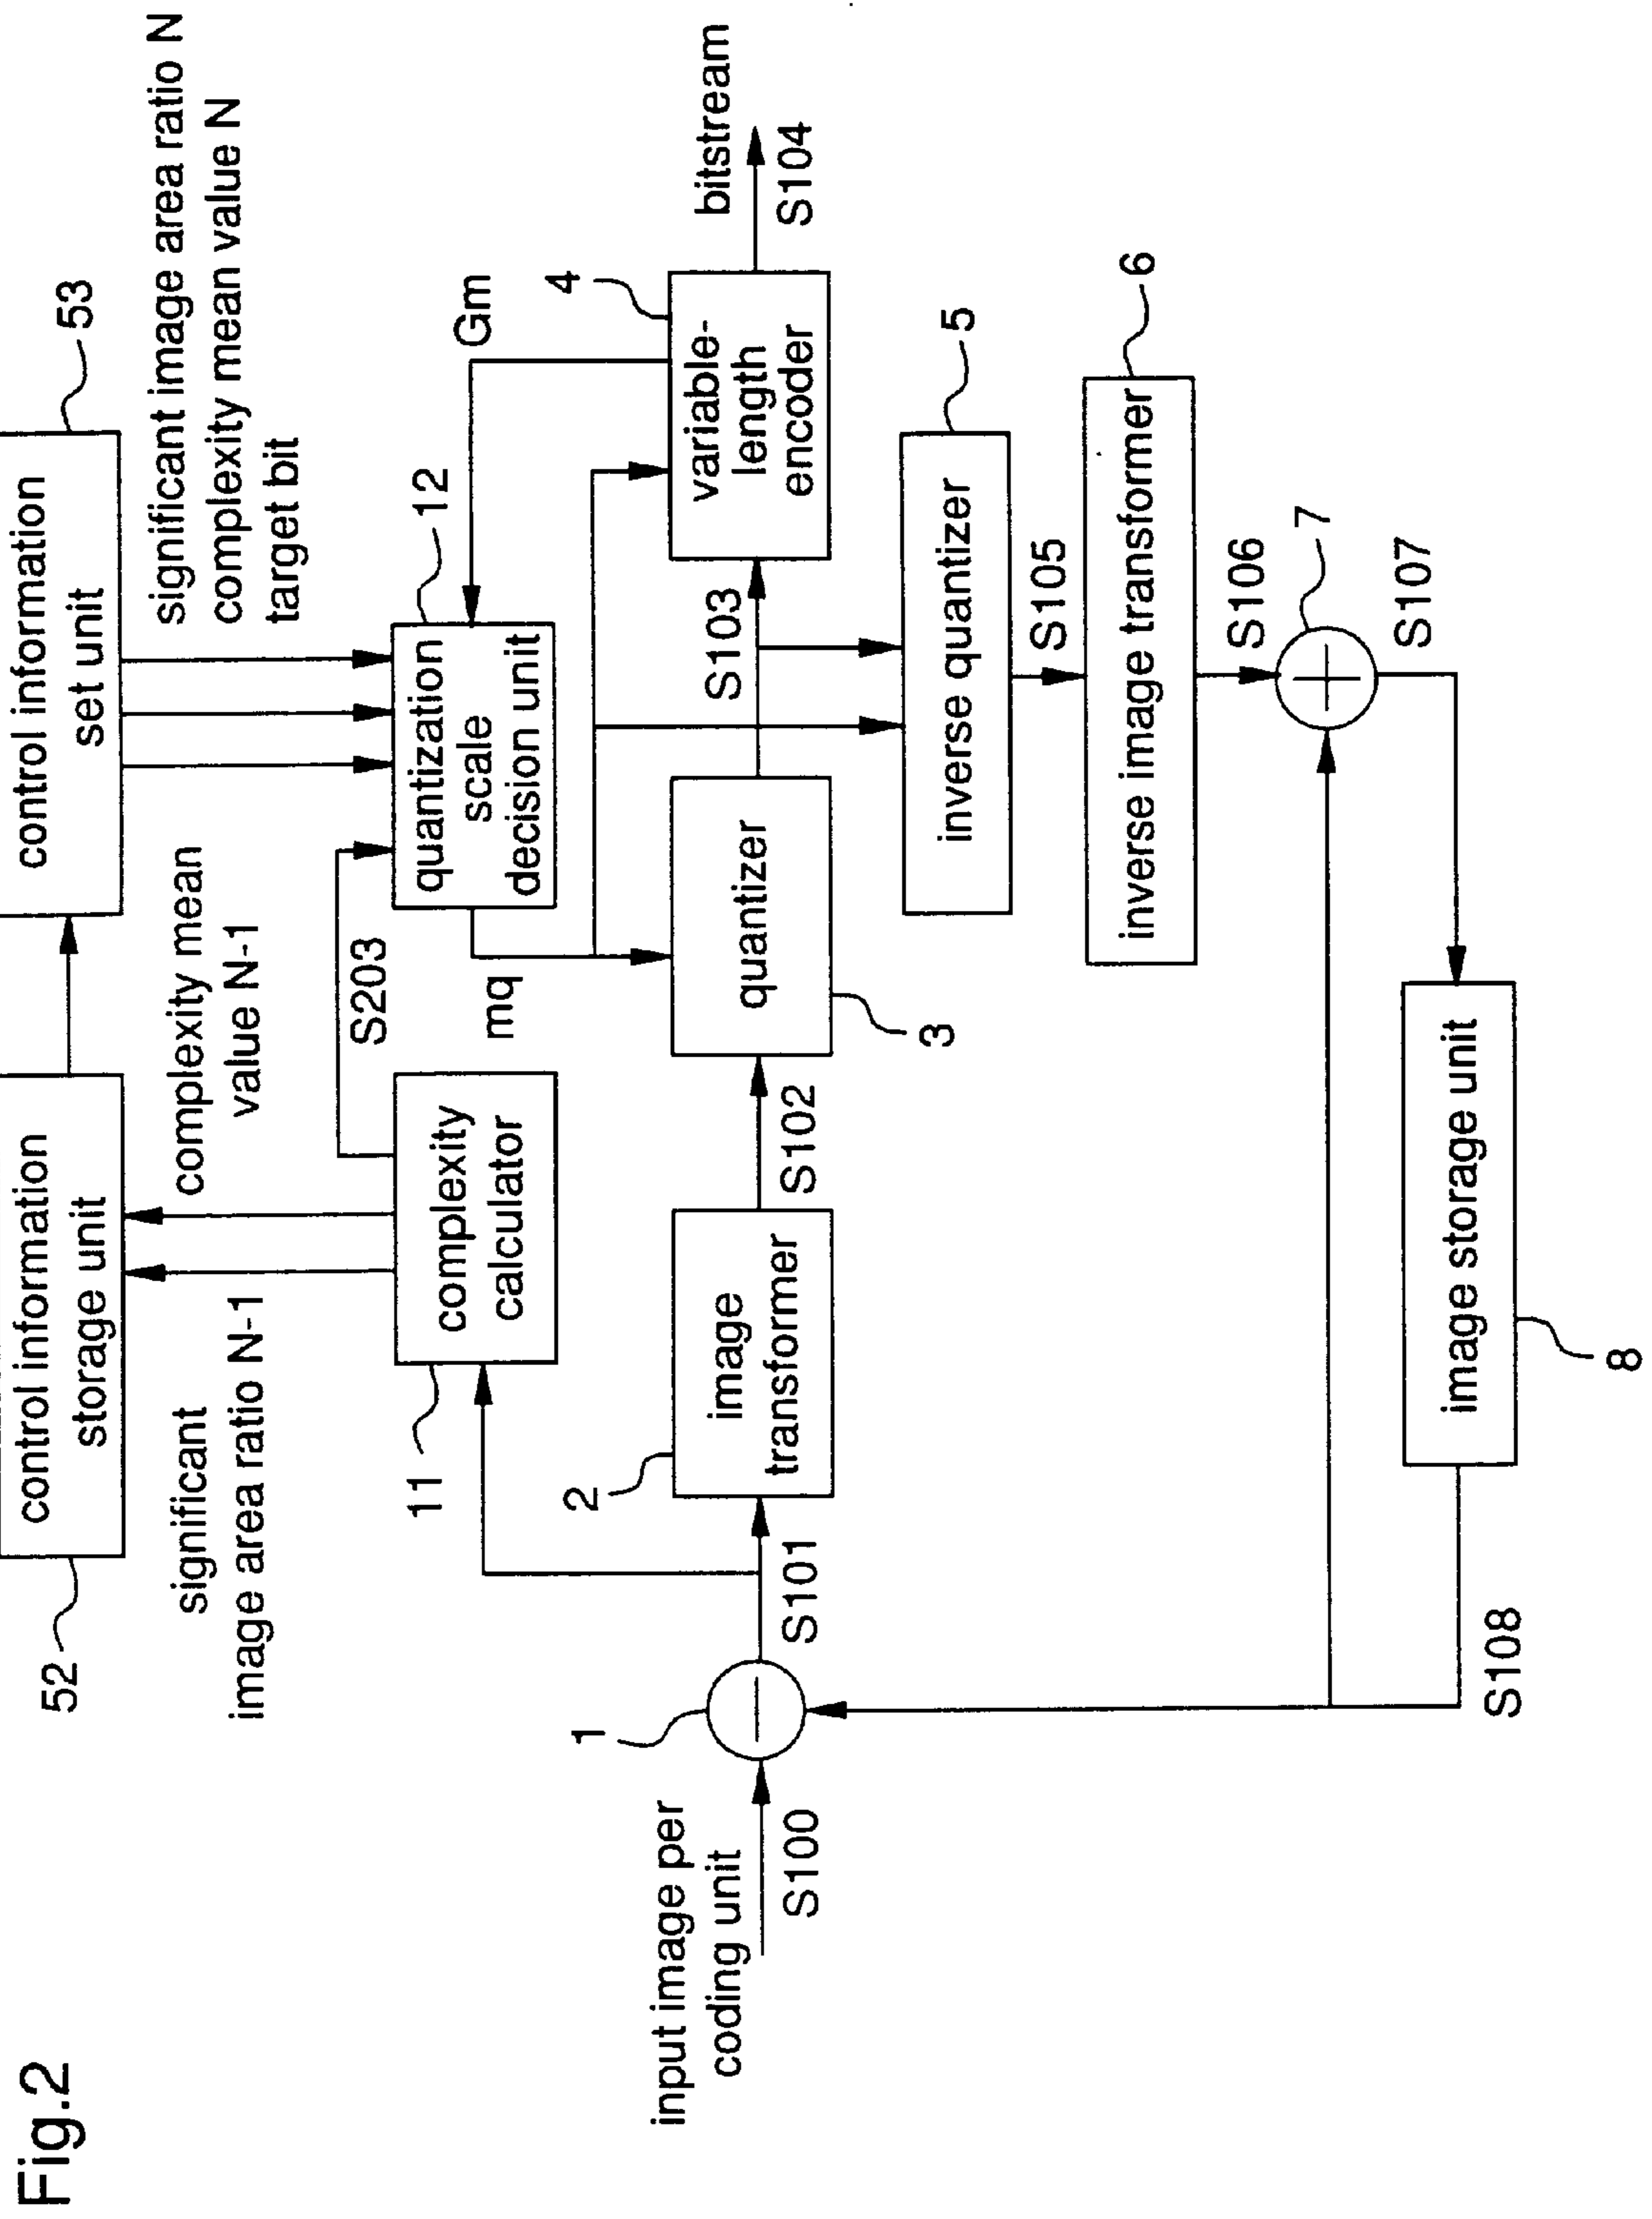 Fig.2
52
control information
storage unit
control information
set unit
53
significant
image area ratio N-1
complexity mean
value N-1
significant image area ratio N
complexity mean value N
target bit
S203
11
complexity
calculator
12
quantization
scale
decision unit
Gm
mq
input image per
coding unit
S100
1
S101
2
image
transformer
S102
quantizer
3
S103
4
variable-
length
encoder
bitstream
S104
5
inverse quantizer
S105
6
inverse image transformer
S106
7
S107
image storage unit
8
S108